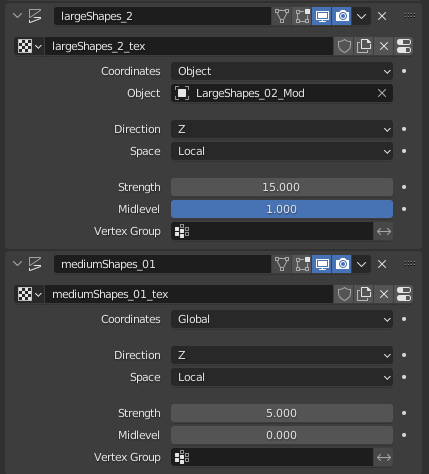 largeShapes_2
largeShapes_2_tex
Coordinates Object
Object LargeShapes_02_Mod
Direction Z
Space Local
Strength 15.000
Midlevel 1.000
Vertex Group
mediumShapes_01
mediumShapes_01_tex
Coordinates Global
Direction Z
Space Local
Strength 5.000
Midlevel 0.000
Vertex Group